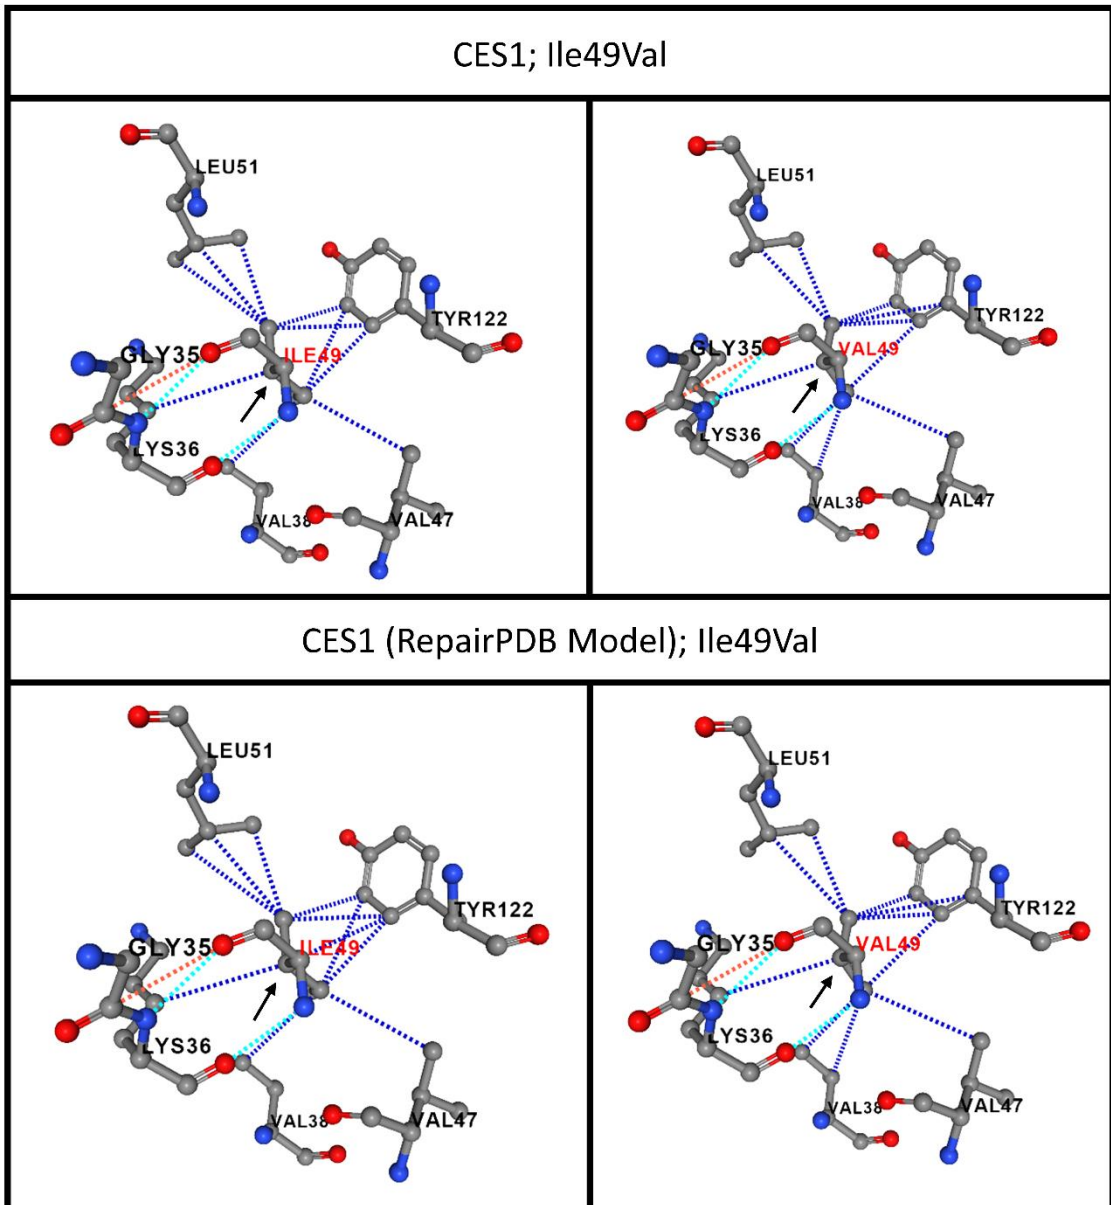 CES1; Ile49Val
LEU51
TYR122
GLY35
ILE49
LYS36
VAL38
VAL47
LEU51
TYR122
GLY35
VAL49
LYS36
VAL38
VAL47
CES1 (RepairPDB Model); Ile49Val
LEU51
TYR122
GLY35
ILE49
LYS36
VAL38
VAL47
LEU51
TYR122
GLY35
VAL49
LYS36
VAL38
VAL47